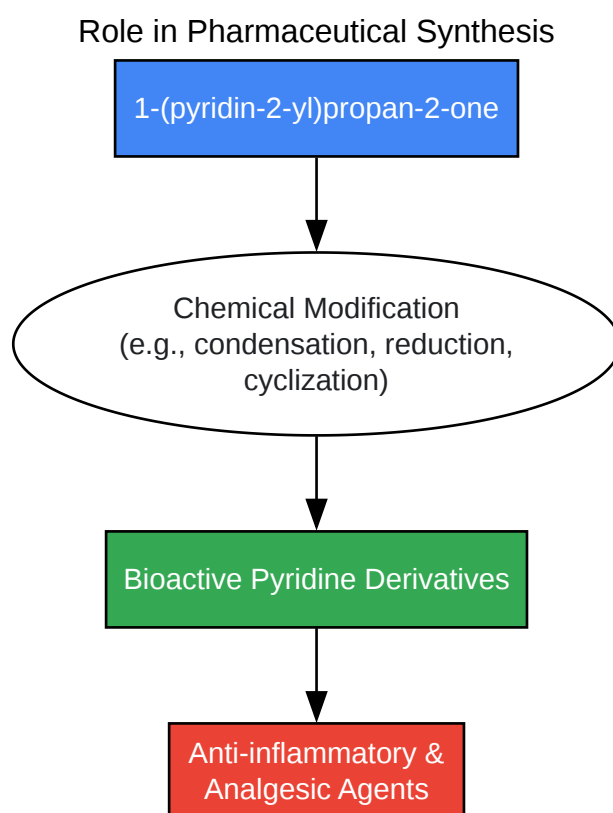 Role in Pharmaceutical Synthesis
1-(pyridin-2-yl)propan-2-one
Chemical Modification
(e.g., condensation, reduction,
cyclization)
Bioactive Pyridine Derivatives
Anti-inflammatory &
Analgesic Agents